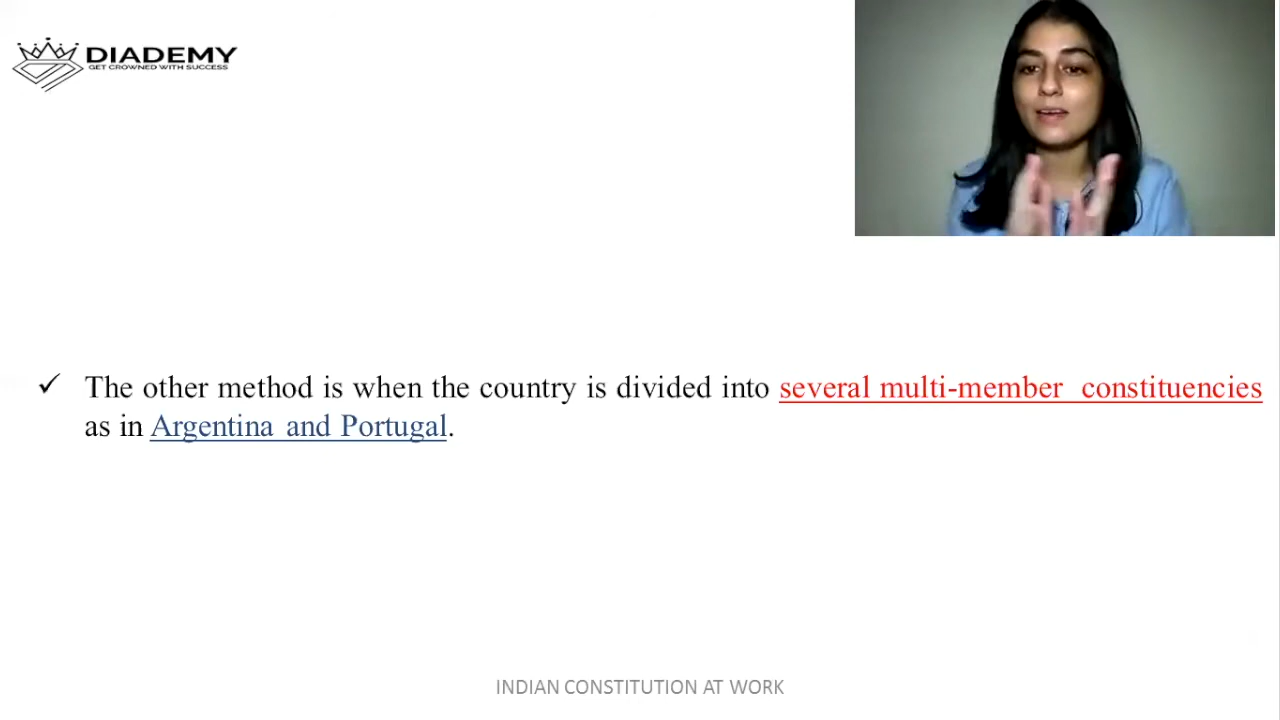 DIADEMY
GET CROWNED WITH SUCCESS
✓ The other method is when the country is divided into several multi-member constituencies
as in Argentina and Portugal.
INDIAN CONSTITUTION AT WORK